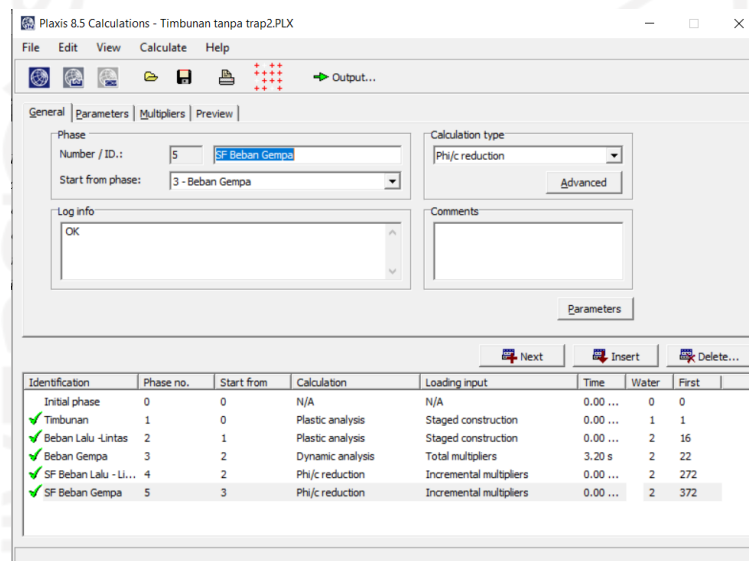 Plaxis 8.5 Calculations - Timbunan tanpa trap2.PLX
File Edit View Calculate Help
Output...
General Parameters Multipliers Preview
Phase
Number / ID.: 5 SF Beban Gempa
Start from phase: 3 - Beban Gempa
Calculation type
Phi/c reduction
Advanced
Log info
OK
Comments
Parameters
Next Insert Delete...
Identification Phase no. Start from Calculation Loading input Time Water First
Initial phase 0 0 N/A N/A 0.00 ... 0 0
Timbunan 1 0 Plastic analysis Staged construction 0.00 ... 1 1
Beban Lalu -Lintas 2 1 Plastic analysis Staged construction 0.00 ... 2 16
Beban Gempa 3 2 Dynamic analysis Total multipliers 3.20 s 2 22
SF Beban Lalu - Li... 4 2 Phi/c reduction Incremental multipliers 0.00 ... 2 272
SF Beban Gempa 5 3 Phi/c reduction Incremental multipliers 0.00 ... 2 372